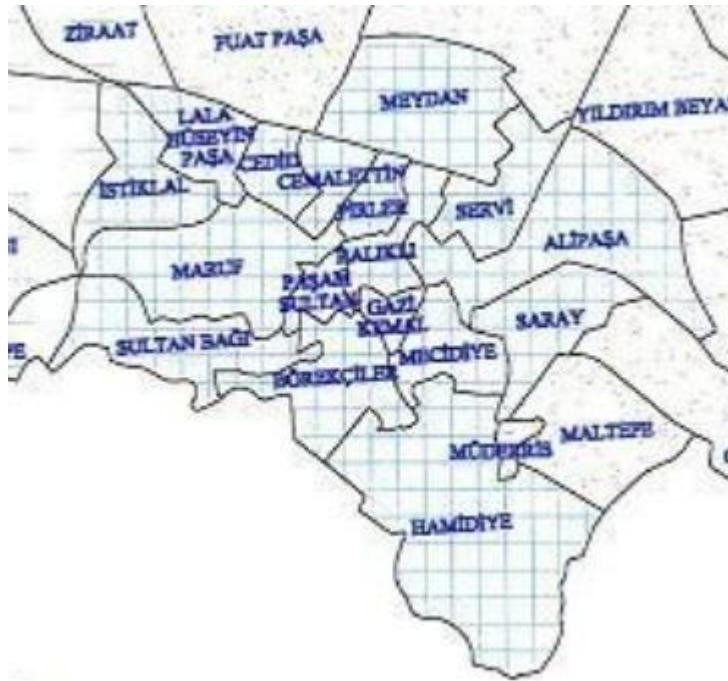 ZİRAAT
FUAT PAŞA
MEYDAN
YILDIRIM BEYA
LALA
HÜSEYİN
PAŞA
CEDİD
CEMALETTİN
İSTİKLAL
PİRLER
SERVİ
ALİPAŞA
BALIKLI
MARUF
PAŞAM
SULTAN
GAZİ
KEMAL
SARAY
SULTAN BAĞI
MECİDİYE
BÖREKÇİLER
MÜDERRİS
MALTEPE
HAMİDİYE